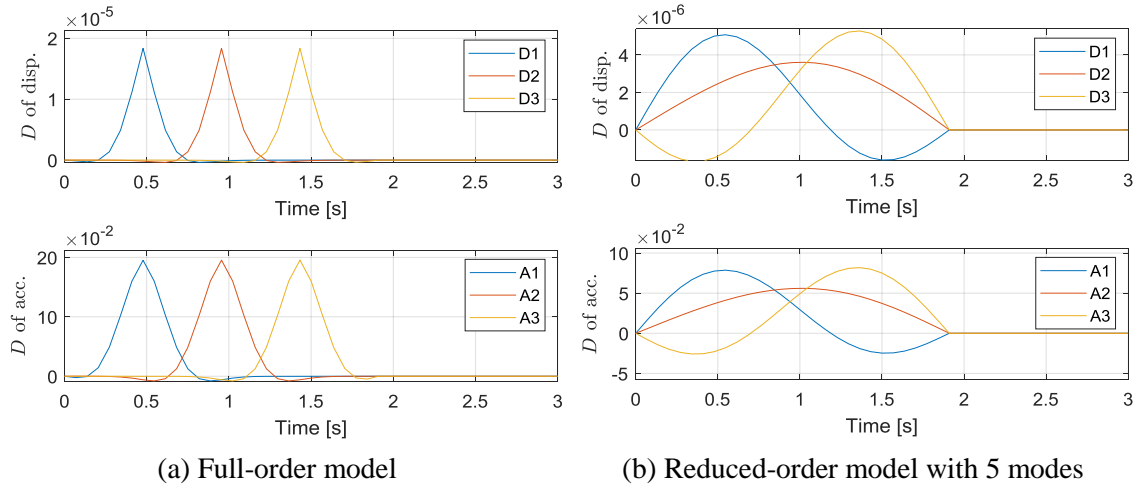 ×10⁻⁵
2
1
0
D of disp.
D1
D2
D3
0 0.5 1 1.5 2 2.5 3
Time [s]
×10⁻²
20
10
0
D of acc.
A1
A2
A3
0 0.5 1 1.5 2 2.5 3
Time [s]
(a) Full-order model
×10⁻⁶
4
2
0
D of disp.
D1
D2
D3
0 0.5 1 1.5 2 2.5 3
Time [s]
×10⁻²
10
5
0
-5
D of acc.
A1
A2
A3
0 0.5 1 1.5 2 2.5 3
Time [s]
(b) Reduced-order model with 5 modes